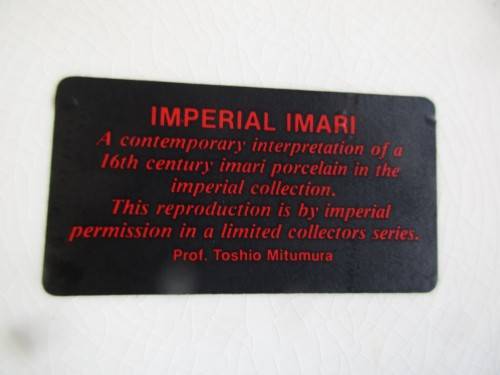 IMPERIAL IMARI
A contemporary interpretation of a
16th century imari porcelain in the
imperial collection.
This reproduction is by imperial
permission in a limited collectors series.
Prof. Toshio Mitumura